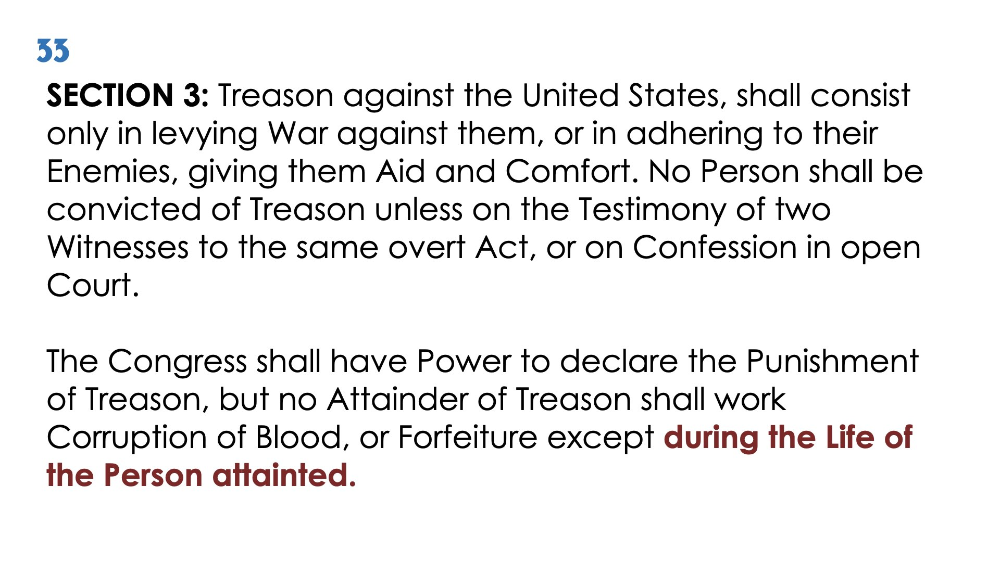 33
SECTION 3: Treason against the United States, shall consist
only in levying War against them, or in adhering to their
Enemies, giving them Aid and Comfort. No Person shall be
convicted of Treason unless on the Testimony of two
Witnesses to the same overt Act, or on Confession in open
Court.
The Congress shall have Power to declare the Punishment
of Treason, but no Attainder of Treason shall work
Corruption of Blood, or Forfeiture except during the Life of
the Person attainted.